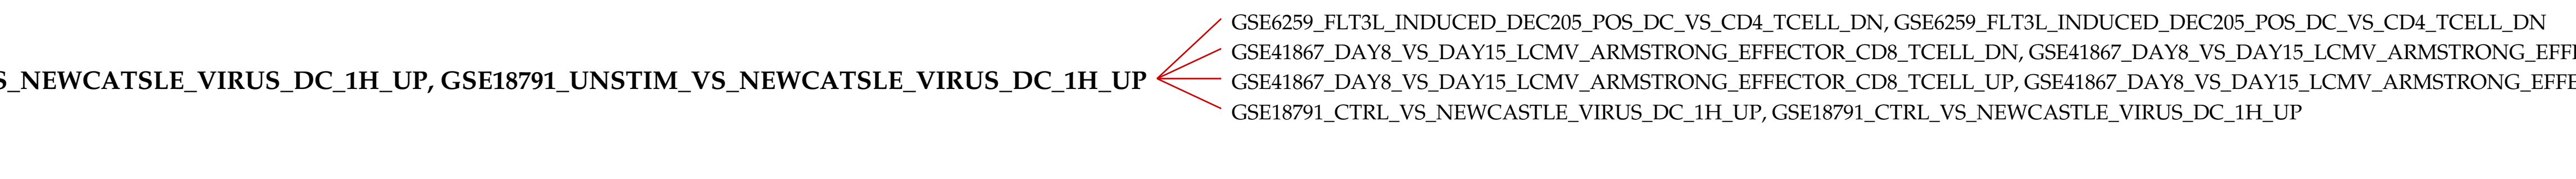 GSE6259_FLT3L_INDUCED_DEC205_POS_DC_VS_CD4_TCELL_DN, GSE6259_FLT3L_INDUCED_DEC205_POS_DC_VS_CD4_TCELL_DN
GSE41867_DAY8_VS_DAY15_LCMV_ARMSTRONG_EFFECTOR_CD8_TCELL_DN, GSE41867_DAY8_VS_DAY15_LCMV_ARMSTRONG_EFF
S_NEWCATSLE_VIRUS_DC_1H_UP, GSE18791_UNSTIM_VS_NEWCATSLE_VIRUS_DC_1H_UP
GSE41867_DAY8_VS_DAY15_LCMV_ARMSTRONG_EFFECTOR_CD8_TCELL_UP, GSE41867_DAY8_VS_DAY15_LCMV_ARMSTRONG_EFFE
GSE18791_CTRL_VS_NEWCASTLE_VIRUS_DC_1H_UP, GSE18791_CTRL_VS_NEWCASTLE_VIRUS_DC_1H_UP